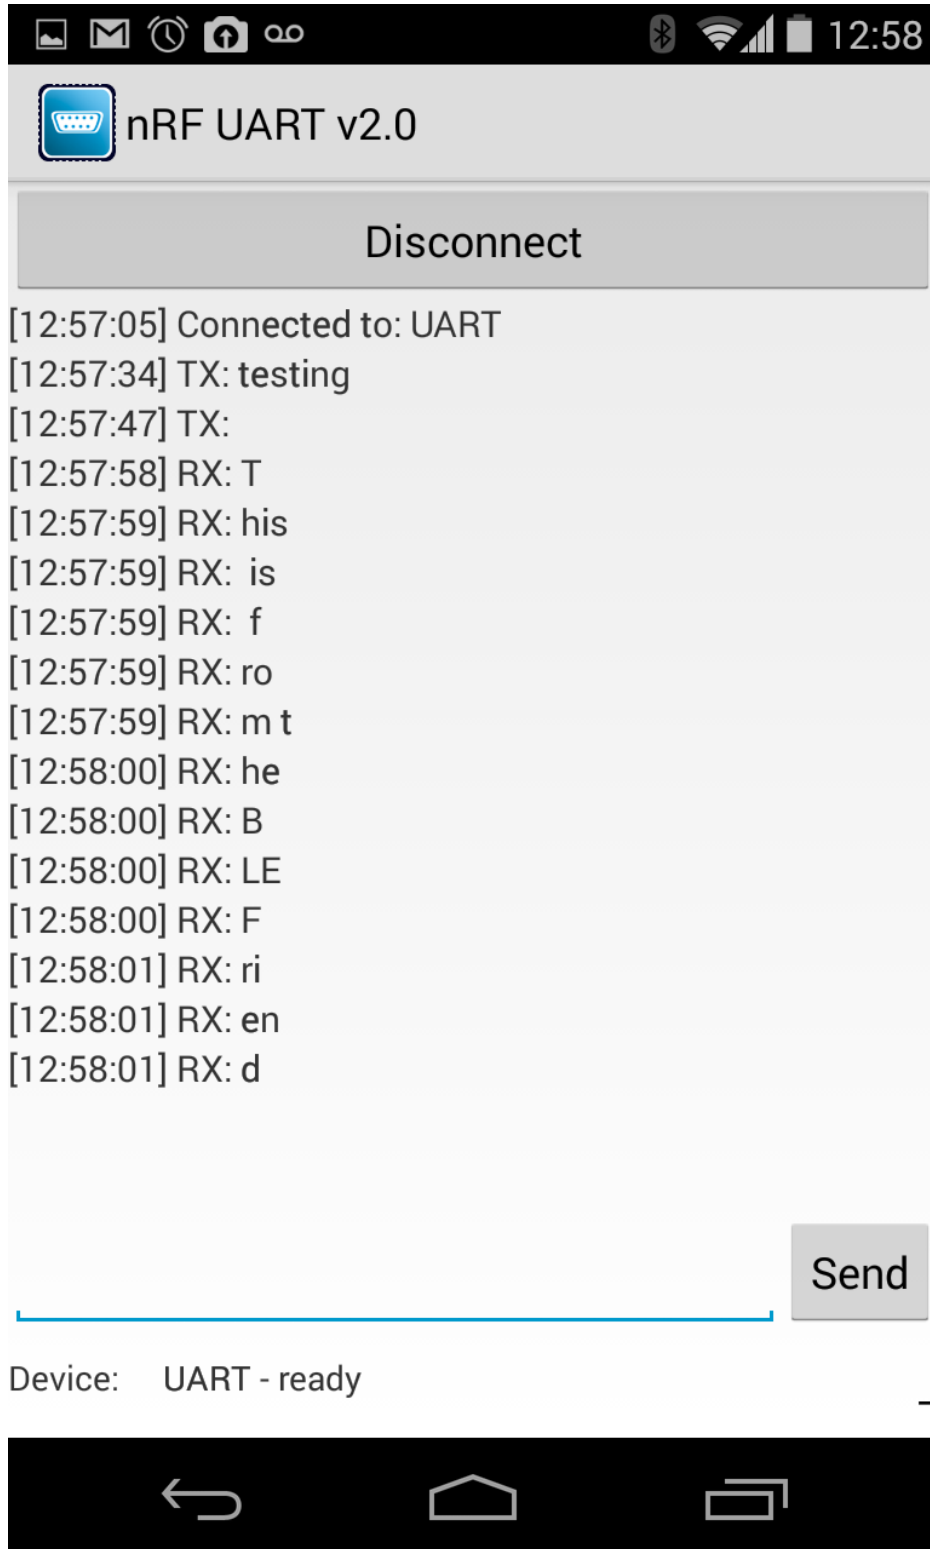 12:58
nRF UART v2.0
Disconnect
[12:57:05] Connected to: UART
[12:57:34] TX: testing
[12:57:47] TX:
[12:57:58] RX: T
[12:57:59] RX: his
[12:57:59] RX:  is
[12:57:59] RX:  f
[12:57:59] RX: ro
[12:57:59] RX: m t
[12:58:00] RX: he
[12:58:00] RX: B
[12:58:00] RX: LE
[12:58:00] RX: F
[12:58:01] RX: ri
[12:58:01] RX: en
[12:58:01] RX: d
Send
Device: UART - ready